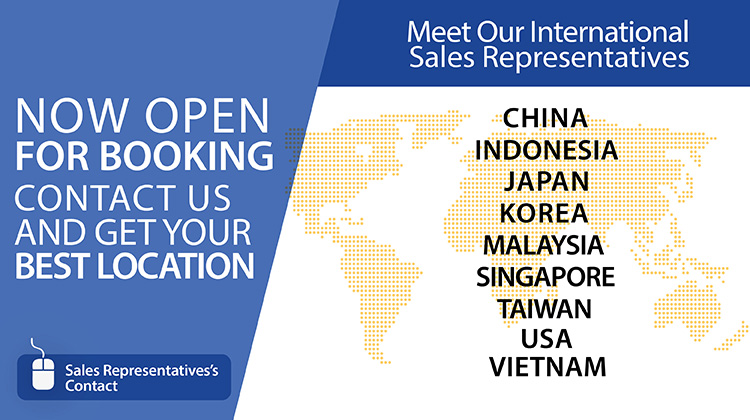 NOW OPEN
FOR BOOKING
CONTACT US
AND GET YOUR
BEST LOCATION
Sales Representatives's
Contact
Meet Our International
Sales Representatives
CHINA
INDONESIA
JAPAN
KOREA
MALAYSIA
SINGAPORE
TAIWAN
USA
VIETNAM